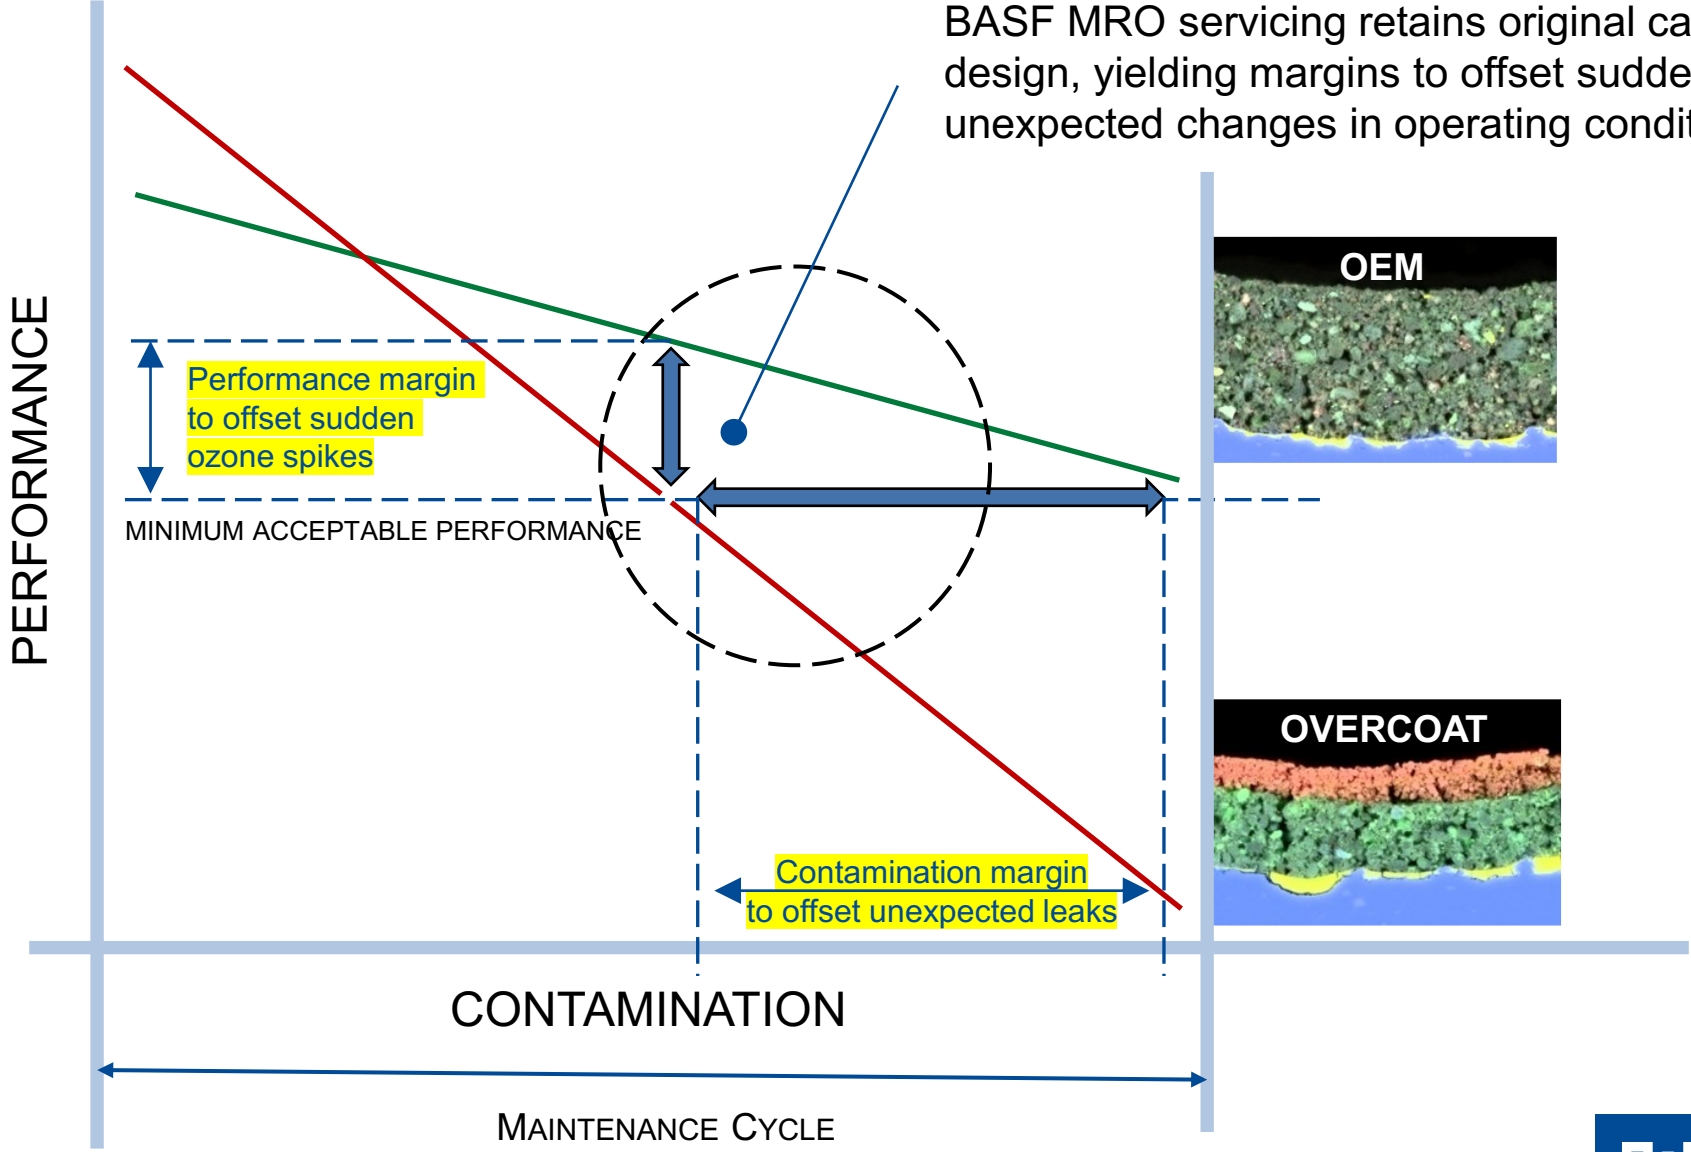 BASF MRO servicing retains original ca
design, yielding margins to offset sudde
unexpected changes in operating condit
OEM
PERFORMANCE
Performance margin
to offset sudden
ozone spikes
MINIMUM ACCEPTABLE PERFORMANCE
OVERCOAT
Contamination margin
to offset unexpected leaks
CONTAMINATION
MAINTENANCE CYCLE